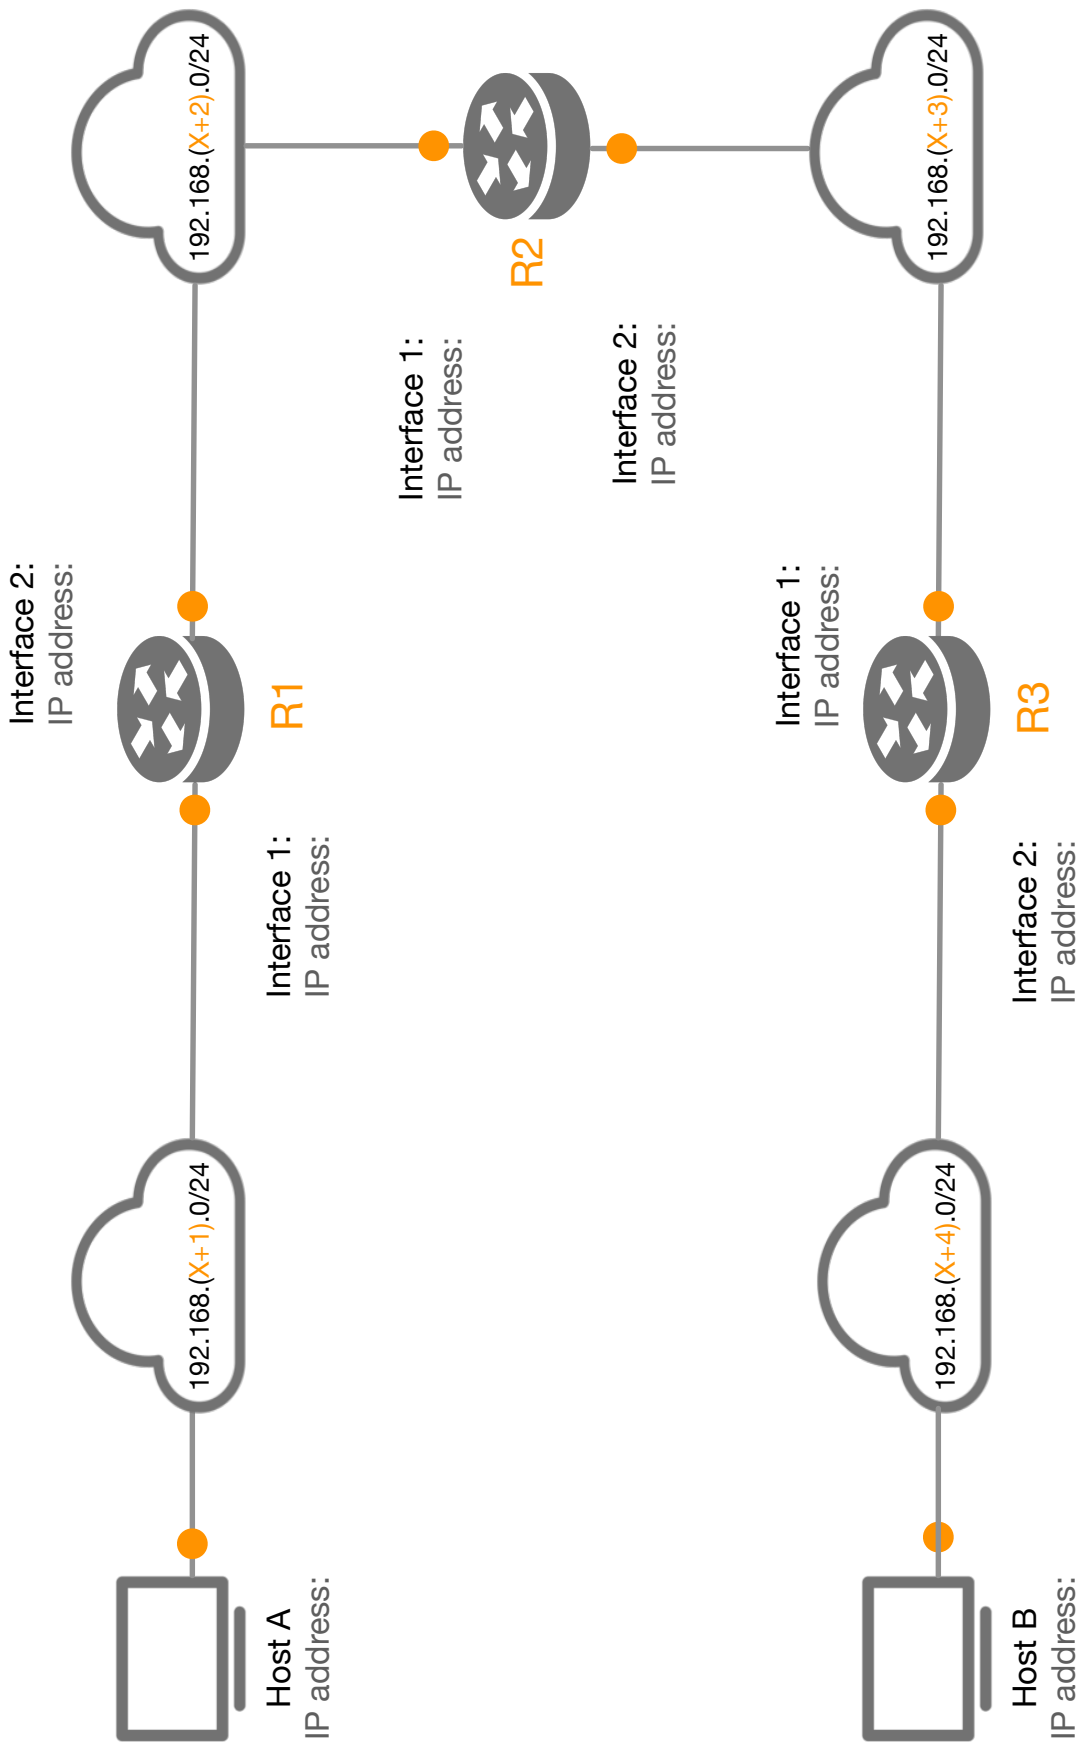 Host A
IP address:
192.168.(X+1).0/24
Interface 1:
IP address:
R1
Interface 2:
IP address:
192.168.(X+2).0/24
Interface 1:
IP address:
R2
Interface 2:
IP address:
192.168.(X+3).0/24
Interface 1:
IP address:
R3
Interface 2:
IP address:
192.168.(X+4).0/24
Host B
IP address: